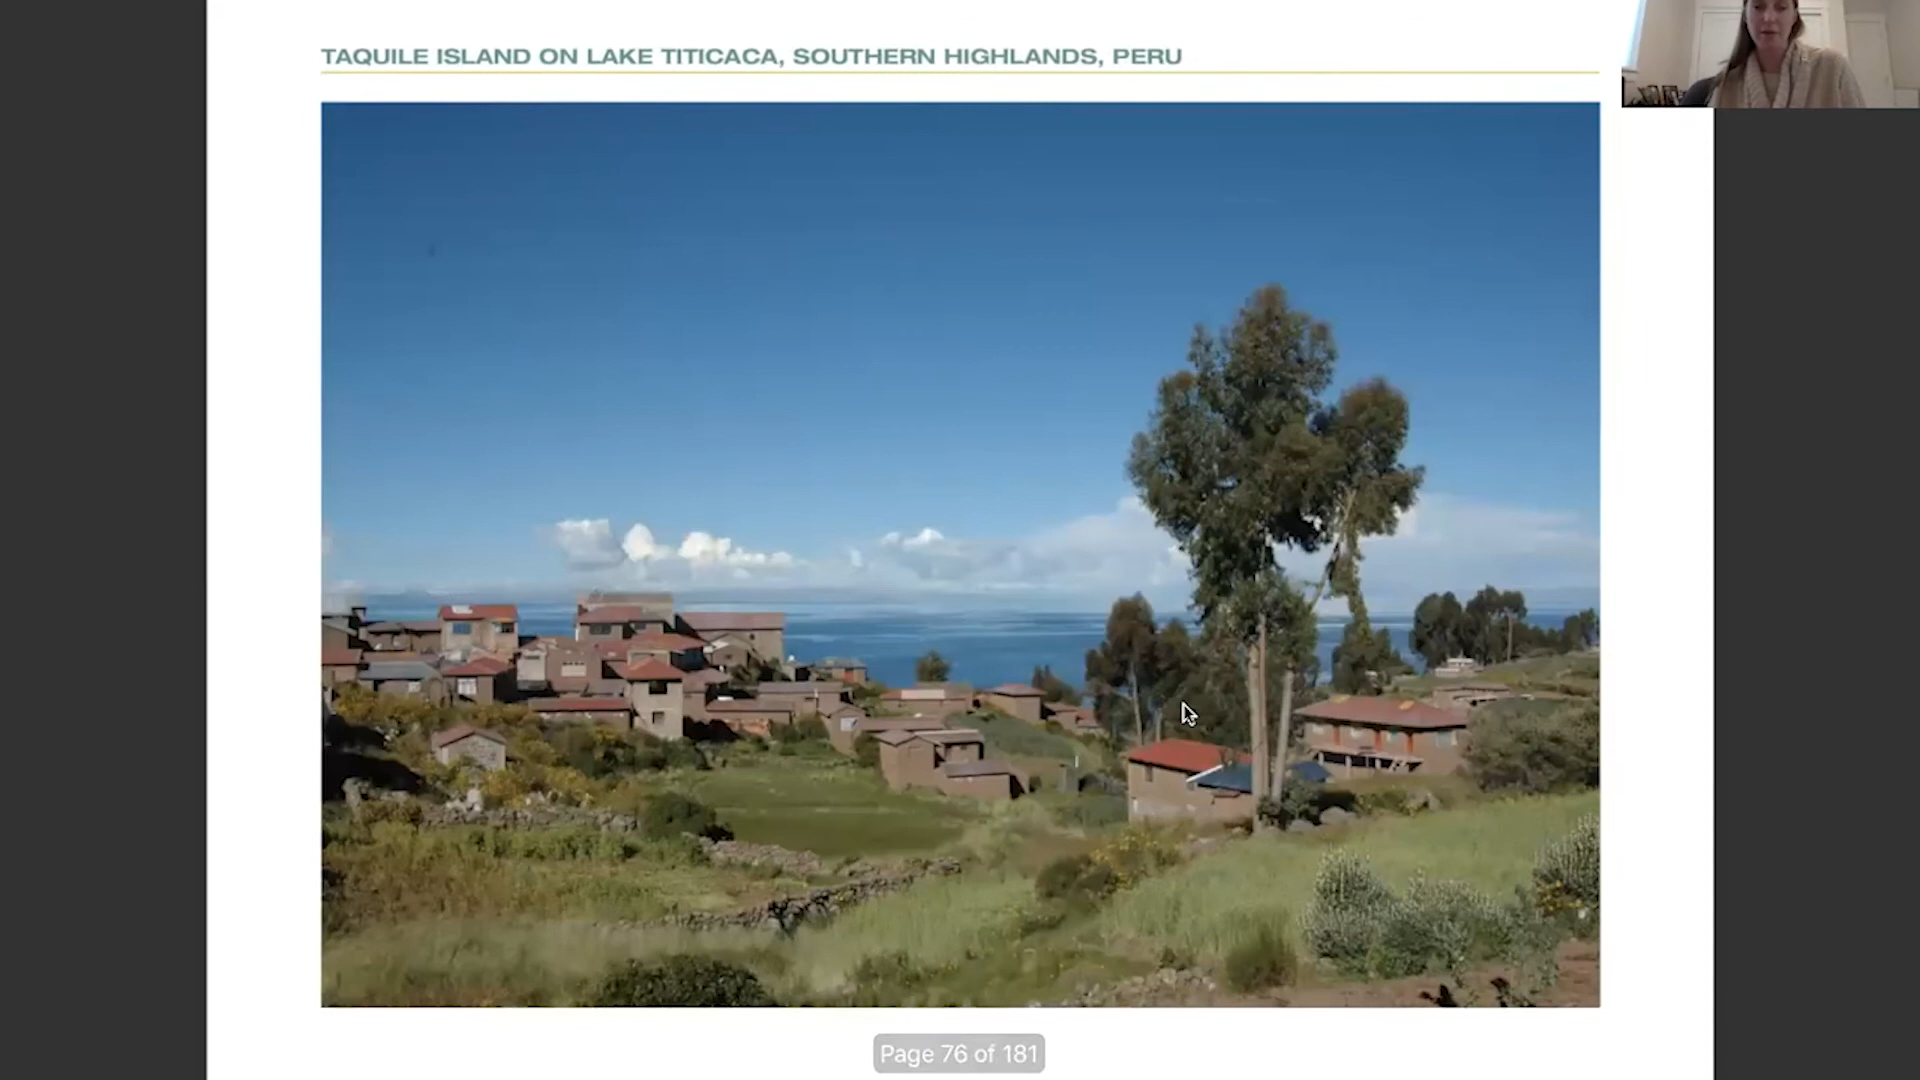 TAQUILE ISLAND ON LAKE TITICACA, SOUTHERN HIGHLANDS, PERU
Page 76 of 181